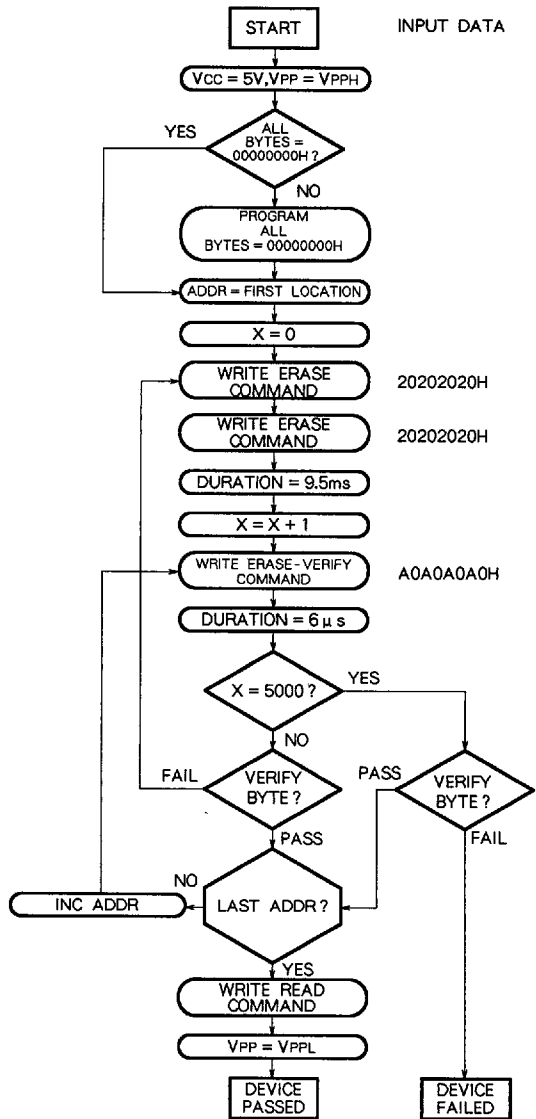 START
INPUT DATA
VCC = 5V, VPP = VPPH
YES
ALL
BYTES =
00000000H ?
NO
PROGRAM
ALL
BYTES = 00000000H
ADDR = FIRST LOCATION
X = 0
WRITE ERASE
COMMAND
20202020H
WRITE ERASE
COMMAND
20202020H
DURATION = 9.5ms
X = X + 1
WRITE ERASE-VERIFY
COMMAND
A0A0A0A0H
DURATION = 6 μs
X = 5000 ?
YES
NO
FAIL
VERIFY
BYTE ?
PASS
PASS
VERIFY
BYTE ?
FAIL
NO
INC ADDR
LAST ADDR ?
YES
WRITE READ
COMMAND
VPP = VPPL
DEVICE
PASSED
DEVICE
FAILED